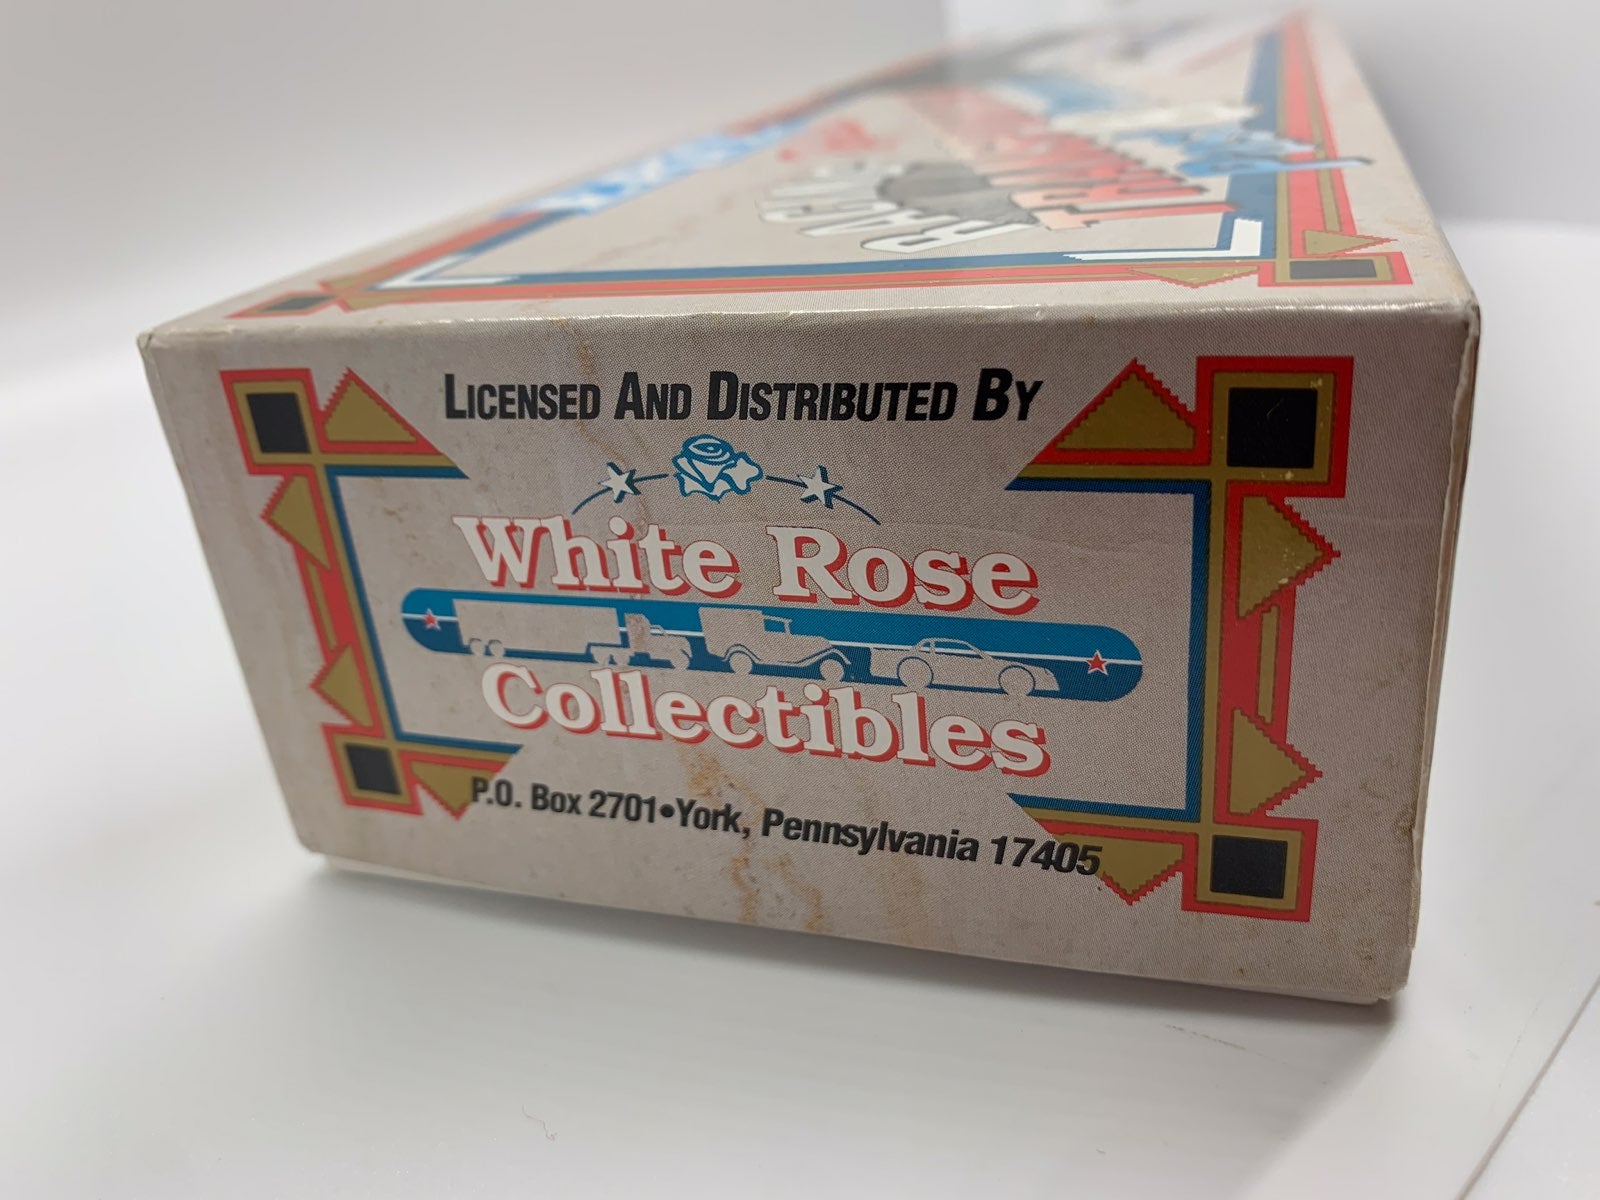 LICENSED AND DISTRIBUTED BY
White Rose
Collectibles
P.O. Box 2701•York, Pennsylvania 17405